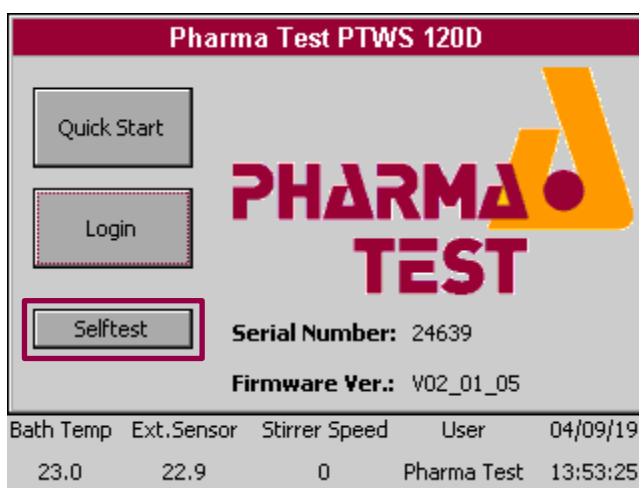 Pharma Test PTWS 120D
Quick Start
Login
Selftest
PHARMA
TEST
Serial Number: 24639
Firmware Ver.: V02_01_05
Bath Temp Ext.Sensor Stirrer Speed User 04/09/19
23.0 22.9 0 Pharma Test 13:53:25